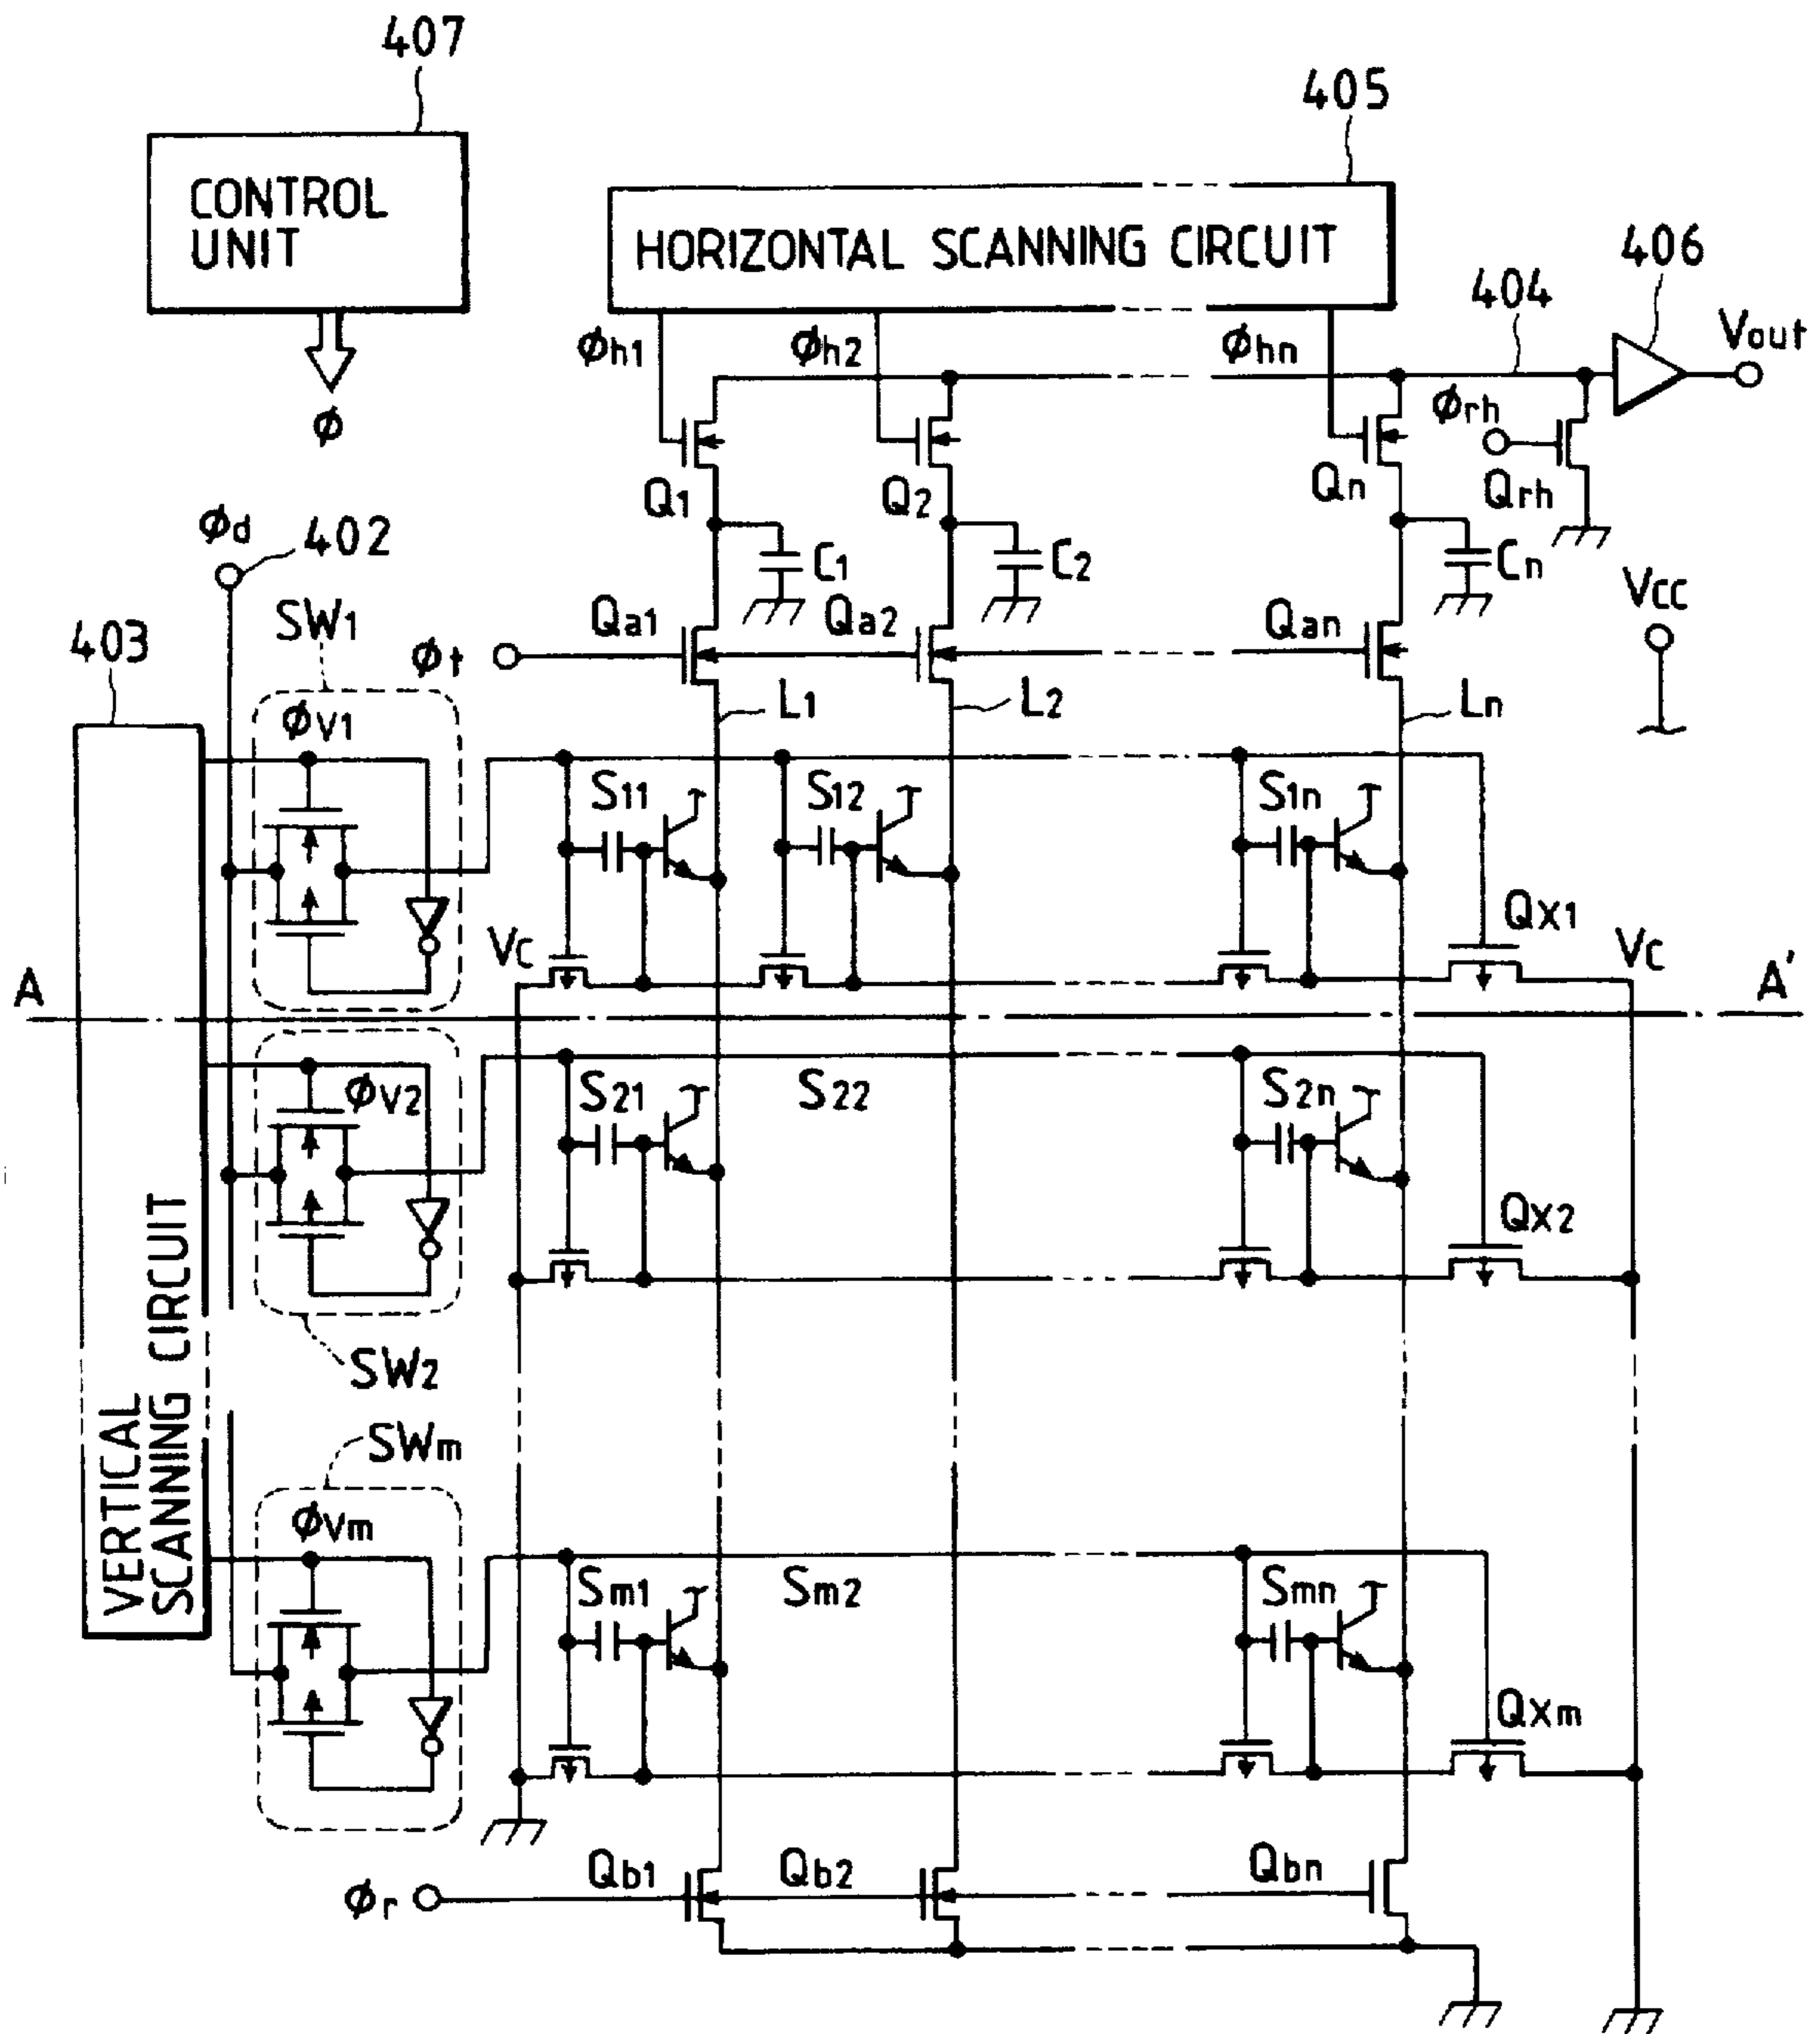 407
405
CONTROL
UNIT
HORIZONTAL SCANNING CIRCUIT
406
404
Vout
ϕh1
ϕh2
ϕhn
ϕrh
ϕ
Q1
Q2
Qn
Qrh
ϕd
402
C1
C2
Cn
VCC
SW1
Qa1
Qa2
Qan
403
ϕt
L1
L2
Ln
ϕV1
S11
S12
S1n
QX1
VC
VC
A
A'
ϕV2
S21
S22
S2n
QX2
VERTICAL
SCANNING CIRCUIT
SW2
SWm
ϕVm
Sm1
Sm2
Smn
QXm
Qb1
Qb2
Qbn
ϕr